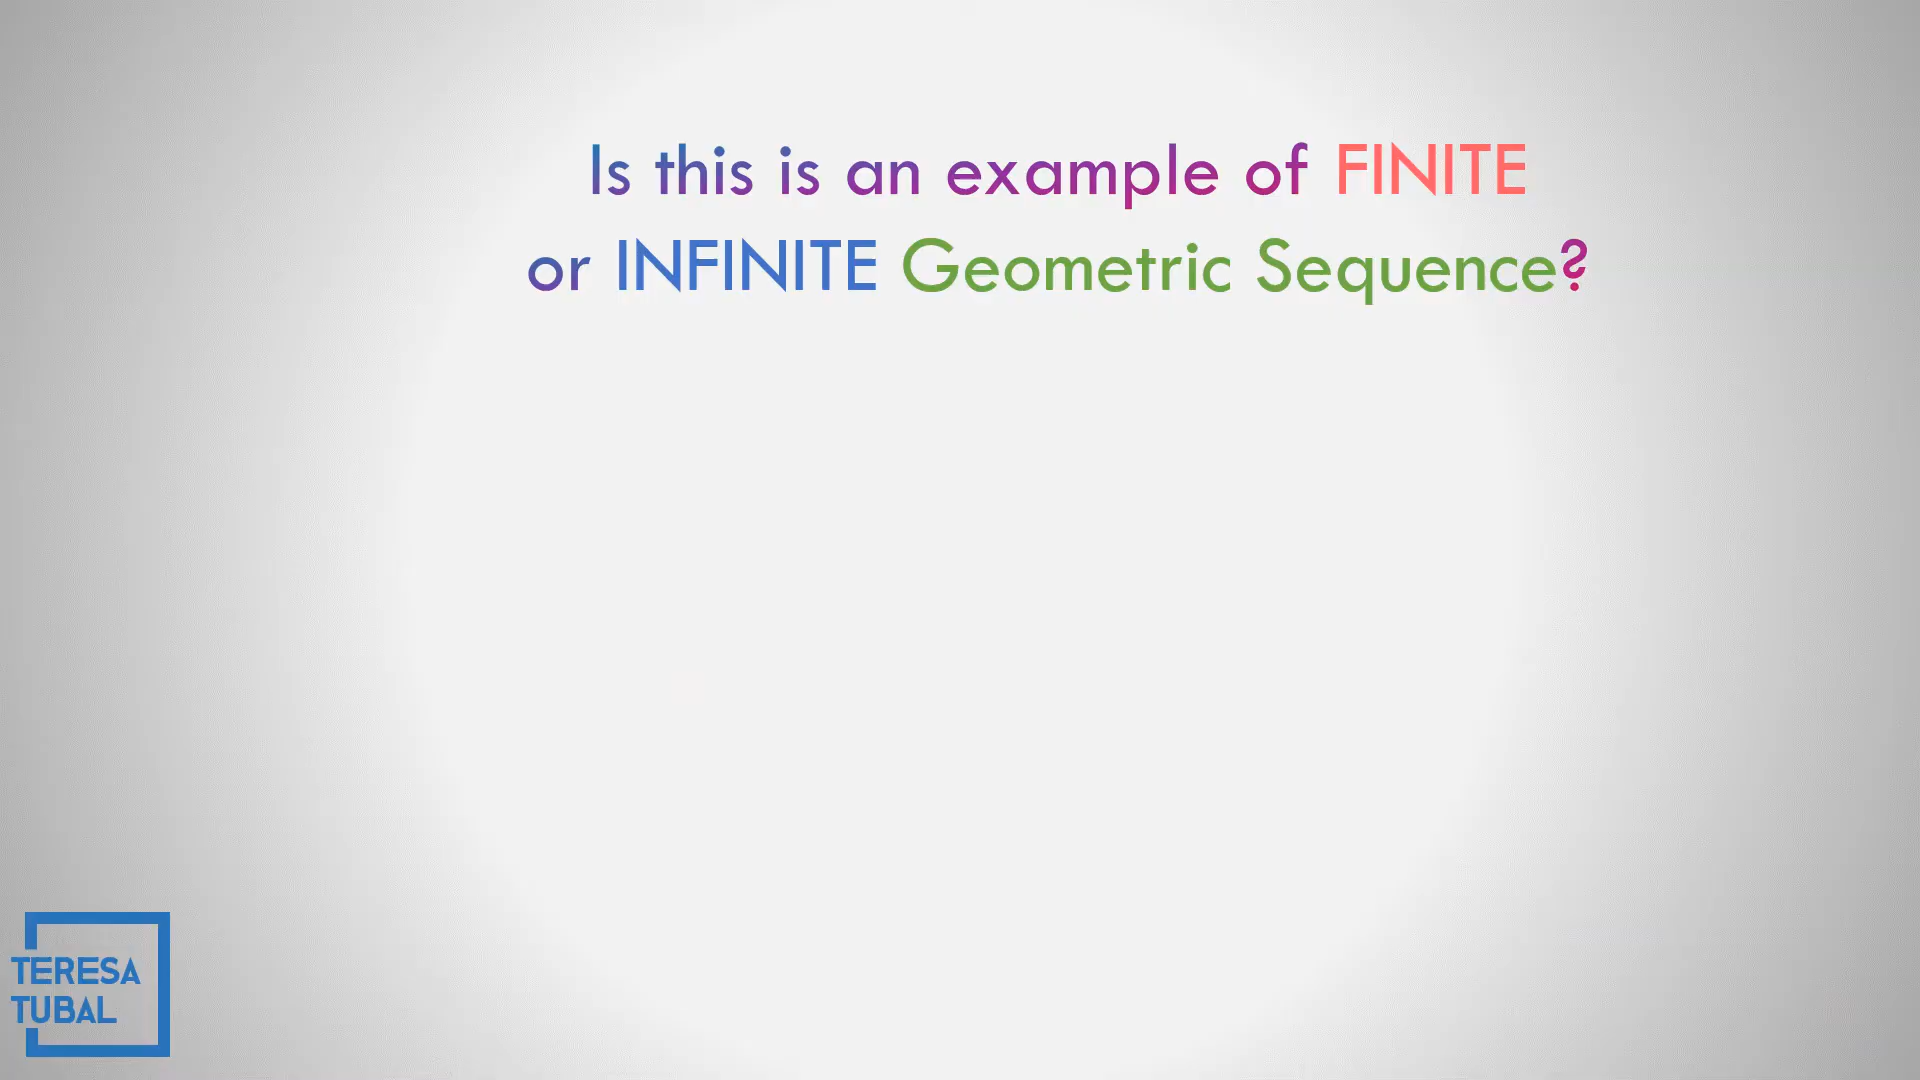 Is this is an example of FINITE
or INFINITE Geometric Sequence?
TERESA
TUBAL